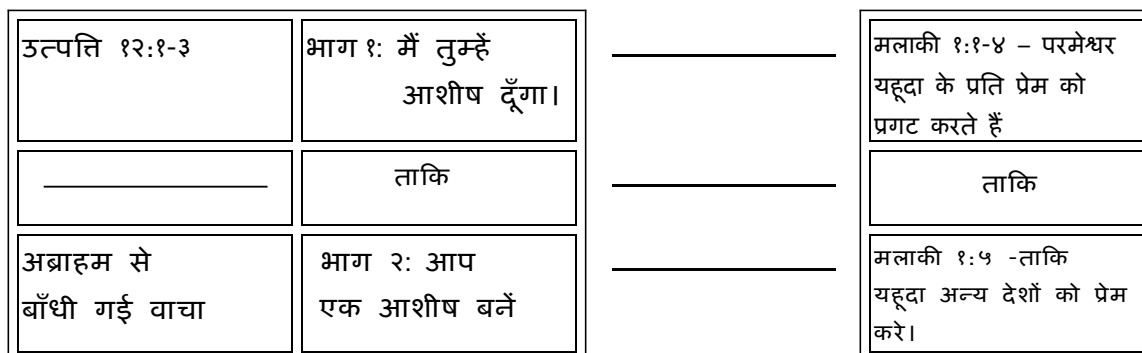 उत्पत्ति १२:१-३
भाग १: मैं तुम्हें
आशीष दूँगा।
मलाकी १:१-४ – परमेश्वर
यहूदा के प्रति प्रेम को
प्रगट करते हैं
ताकि
ताकि
अब्राहम से
बाँधी गई वाचा
भाग २: आप
एक आशीष बनें
मलाकी १:५ -ताकि
यहूदा अन्य देशों को प्रेम
करे।